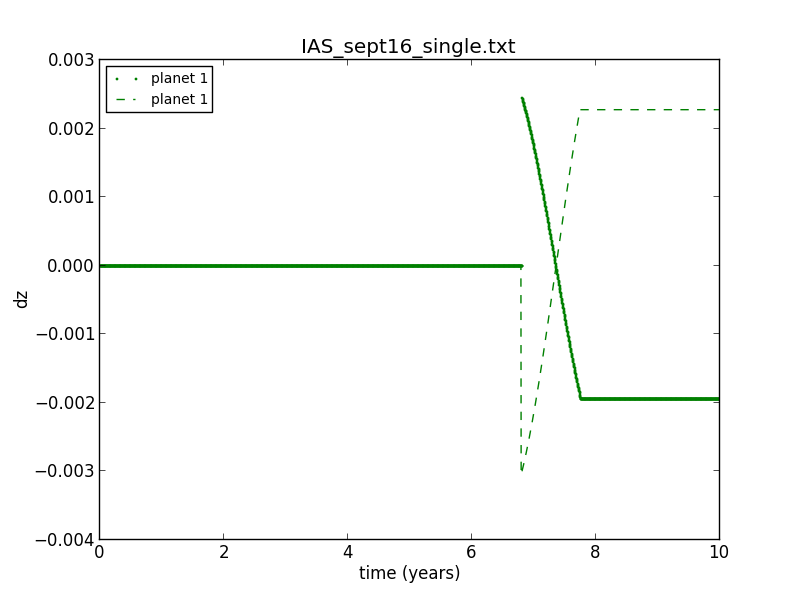 IAS_sept16_single.txt
planet 1
planet 1
0.003
0.002
0.001
0.000
−0.001
−0.002
−0.003
−0.004
dz
0 2 4 6 8 10
time (years)